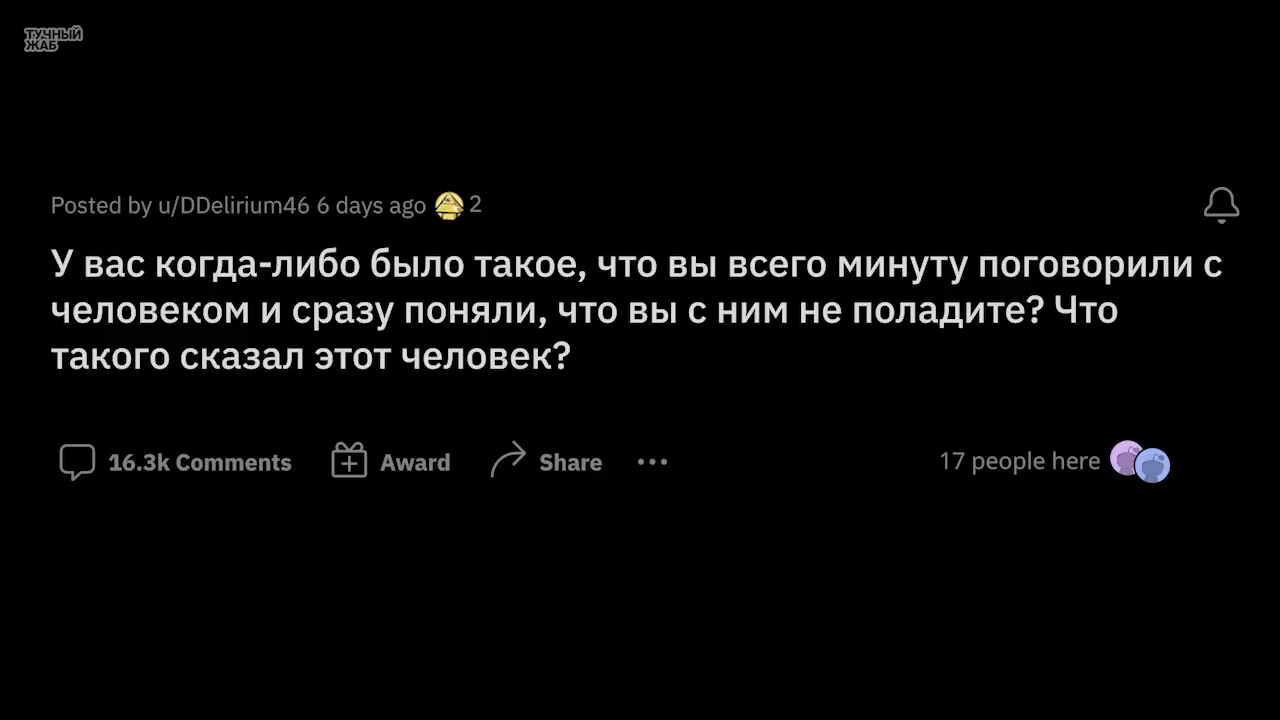 ТУЧНЫЙ
ЖАБ
Posted by u/DDelirium46 6 days ago 2
У вас когда-либо было такое, что вы всего минуту поговорили с
человеком и сразу поняли, что вы с ним не поладите? Что
такого сказал этот человек?
16.3k Comments Award Share 17 people here